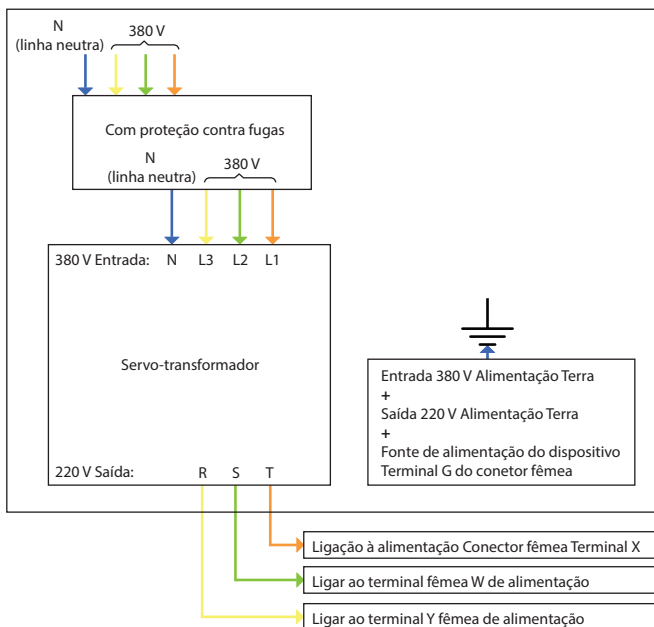 N
(linha neutra)
380 V
Com proteção contra fugas
N
(linha neutra)
380 V
380 V Entrada: N L3 L2 L1
Servo-transformador
220 V Saída: R S T
Entrada 380 V Alimentação Terra
+
Saída 220 V Alimentação Terra
+
Fonte de alimentação do dispositivo
Terminal G do conetor fêmea
Ligação à alimentação Conector fêmea Terminal X
Ligar ao terminal fêmea W de alimentação
Ligar ao terminal Y fêmea de alimentação